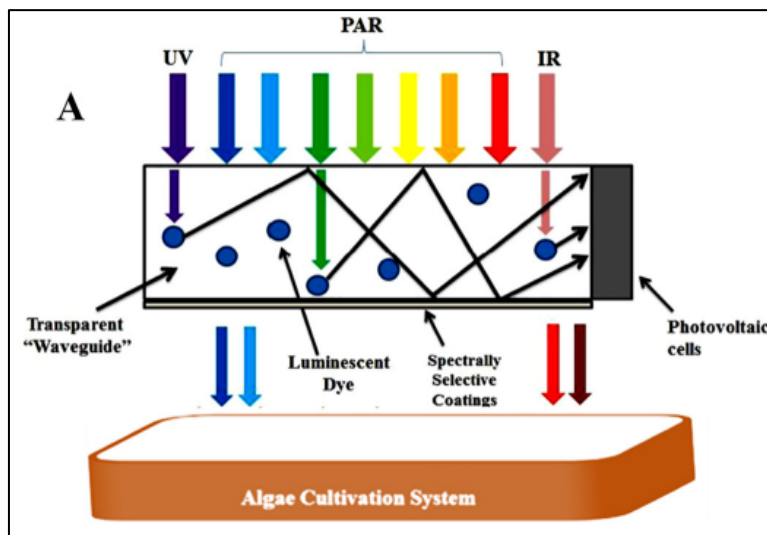 PAR
UV
IR
A
Transparent
“Waveguide”
Luminescent
Dye
Spectrally
Selective
Coatings
Photovoltaic
cells
Algae Cultivation System